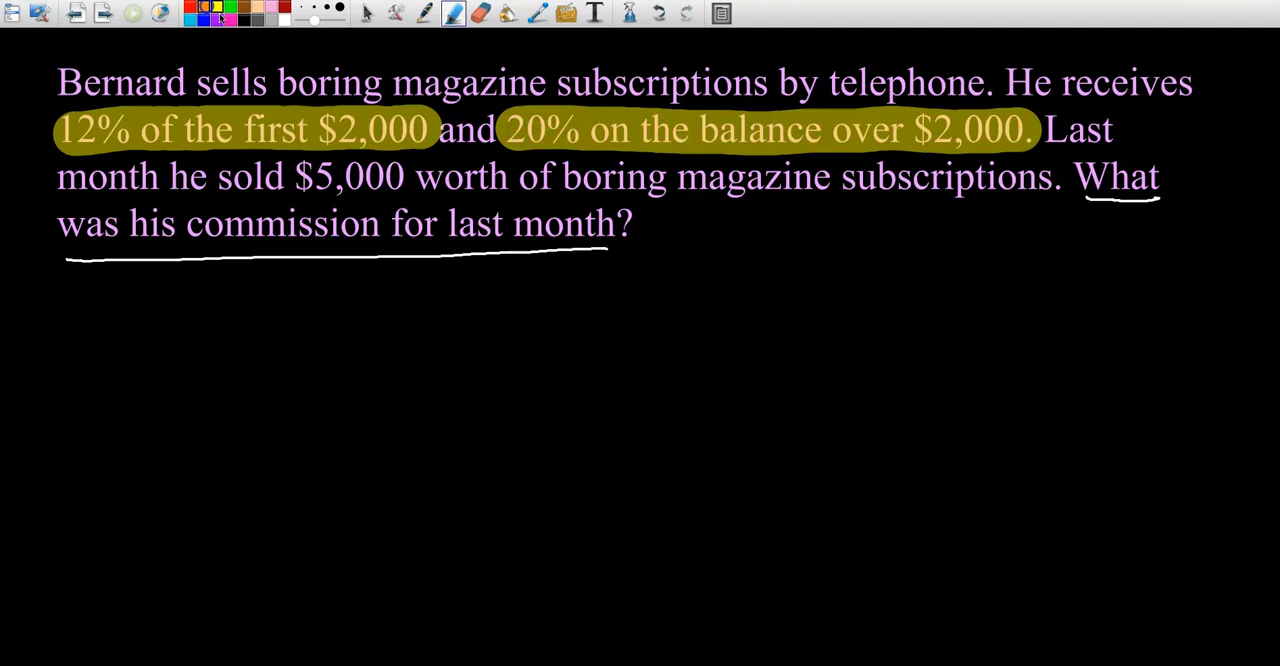 Bernard sells boring magazine subscriptions by telephone. He receives
12% of the first $2,000 and 20% on the balance over $2,000. Last
month he sold $5,000 worth of boring magazine subscriptions. What
was his commission for last month?